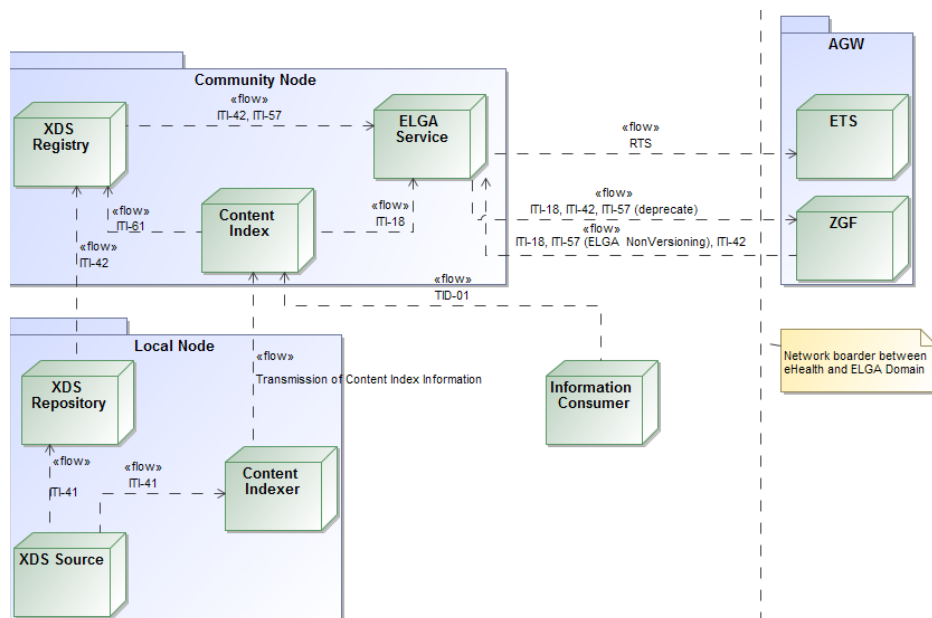 Community Node
AGW
XDS
Registry
«flow»
ITI-42, ITI-57
ELGA
Service
ETS
«flow»
RTS
«flow»
ITI-61
Content
Index
«flow»
ITI-18
«flow»
ITI-18, ITI-42, ITI-57 (deprecate)
«flow»
ITI-18, ITI-57 (ELGA NonVersioning), ITI-42
ZGF
«flow»
ITI-42
«flow»
TID-01
Local Node
XDS
Repository
«flow»
Transmission of Content Index Information
Information
Consumer
Network boarder between
eHealth and ELGA Domain
«flow»
ITI-41
«flow»
ITI-41
Content
Indexer
XDS Source